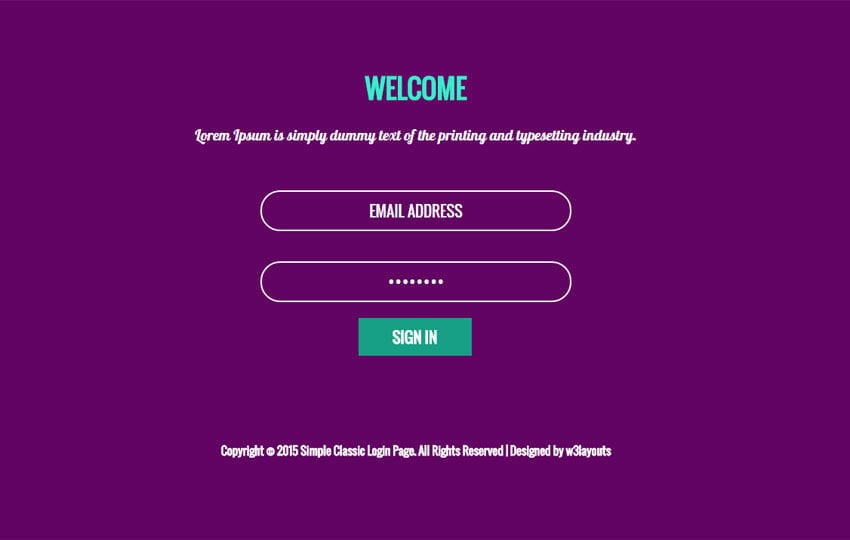 WELCOME
Lorem Ipsum is simply dummy text of the printing and typesetting industry.
EMAIL ADDRESS
••••••••
SIGN IN
Copyright © 2015 Simple Classic Login Page. All Rights Reserved | Designed by w3layouts